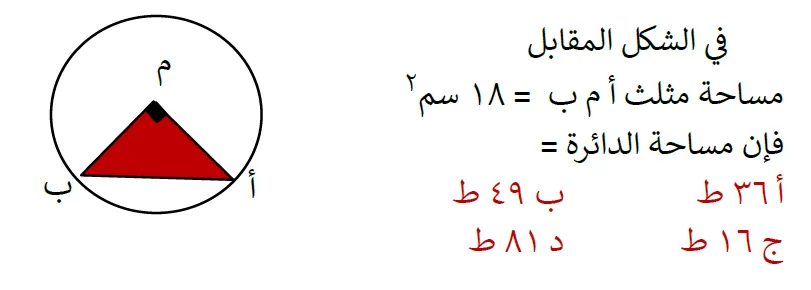 في الشكل المقابل
مساحة مثلث أ م ب = ١٨ سم٢
فإن مساحة الدائرة =
أ ٣٦ ط ب ٤٩ ط
ج ١٦ ط د ٨١ ط
م
أ
ب